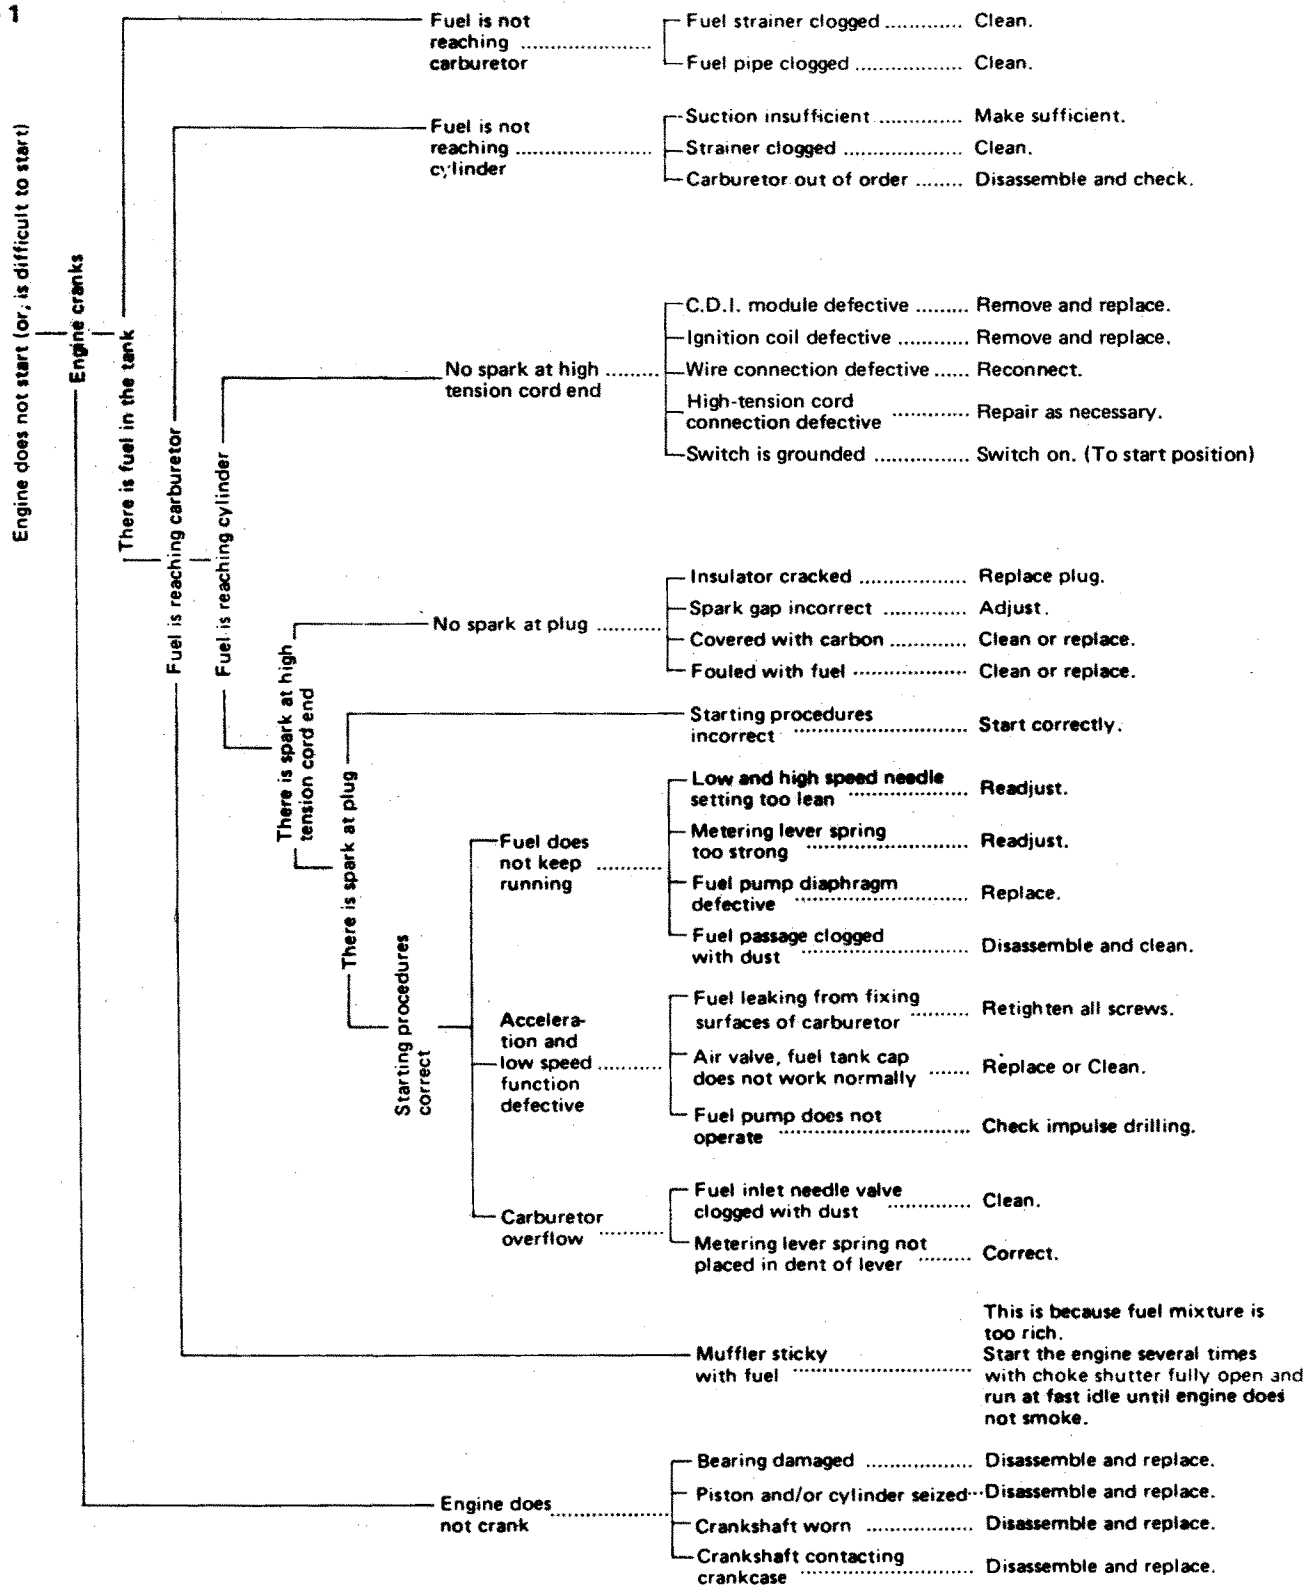 1
Engine does not start (or, is difficult to start)
Engine cranks
There is fuel in the tank
Fuel is not
reaching
carburetor
Fuel strainer clogged ............. Clean.
Fuel pipe clogged .................. Clean.
Fuel is reaching carburetor
Fuel is not
reaching
cylinder
Suction insufficient .............. Make sufficient.
Strainer clogged ................... Clean.
Carburetor out of order ........ Disassemble and check.
Fuel is reaching cylinder
No spark at high
tension cord end
C.D.I. module defective ......... Remove and replace.
Ignition coil defective ............ Remove and replace.
Wire connection defective ...... Reconnect.
High-tension cord
connection defective ............. Repair as necessary.
Switch is grounded ................ Switch on. (To start position)
There is spark at high
tension cord end
No spark at plug
Insulator cracked .................. Replace plug.
Spark gap incorrect .............. Adjust.
Covered with carbon ............. Clean or replace.
Fouled with fuel ................... Clean or replace.
There is spark at plug
Starting procedures
incorrect ............................. Start correctly.
Starting procedures
correct
Fuel does
not keep
running
Low and high speed needle
setting too lean .................... Readjust.
Metering lever spring
too strong ........................... Readjust.
Fuel pump diaphragm
defective ............................. Replace.
Fuel passage clogged
with dust ............................ Disassemble and clean.
Accelera-
tion and
low speed
function
defective
Fuel leaking from fixing
surfaces of carburetor .......... Retighten all screws.
Air valve, fuel tank cap
does not work normally ....... Replace or Clean.
Fuel pump does not
operate ................................ Check impulse drilling.
Carburetor
overflow
Fuel inlet needle valve
clogged with dust .............. Clean.
Metering lever spring not
placed in dent of lever ......... Correct.
Muffler sticky
with fuel
This is because fuel mixture is
too rich.
Start the engine several times
with choke shutter fully open and
run at fast idle until engine does
not smoke.
Engine does
not crank
Bearing damaged .................. Disassemble and replace.
Piston and/or cylinder seized ... Disassemble and replace.
Crankshaft worn .................. Disassemble and replace.
Crankshaft contacting
crankcase ............................ Disassemble and replace.